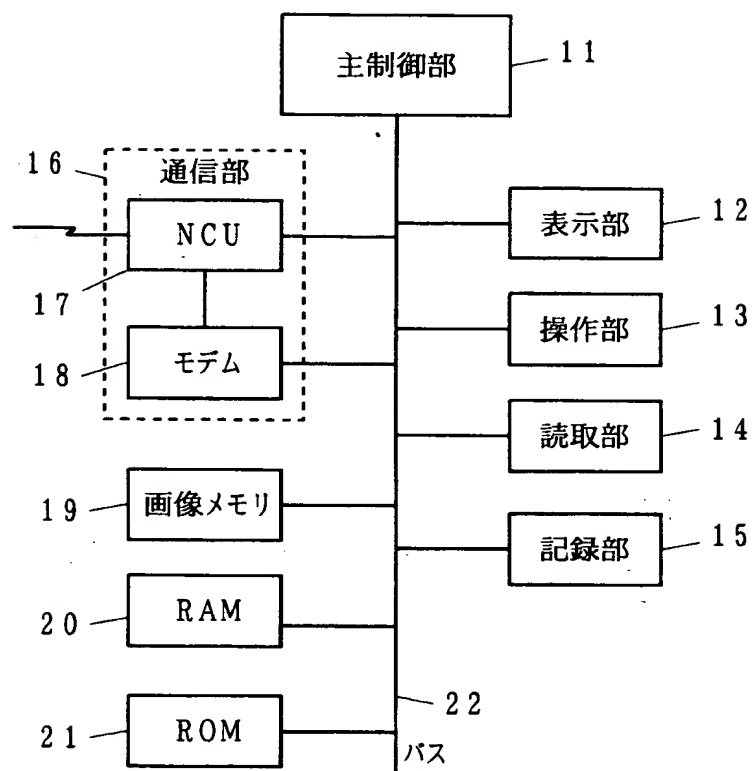 主制御部
11
16
通信部
NCU
17
モデム
18
表示部
12
操作部
13
読取部
14
記録部
15
19
画像メモリ
20
RAM
21
ROM
22
バス